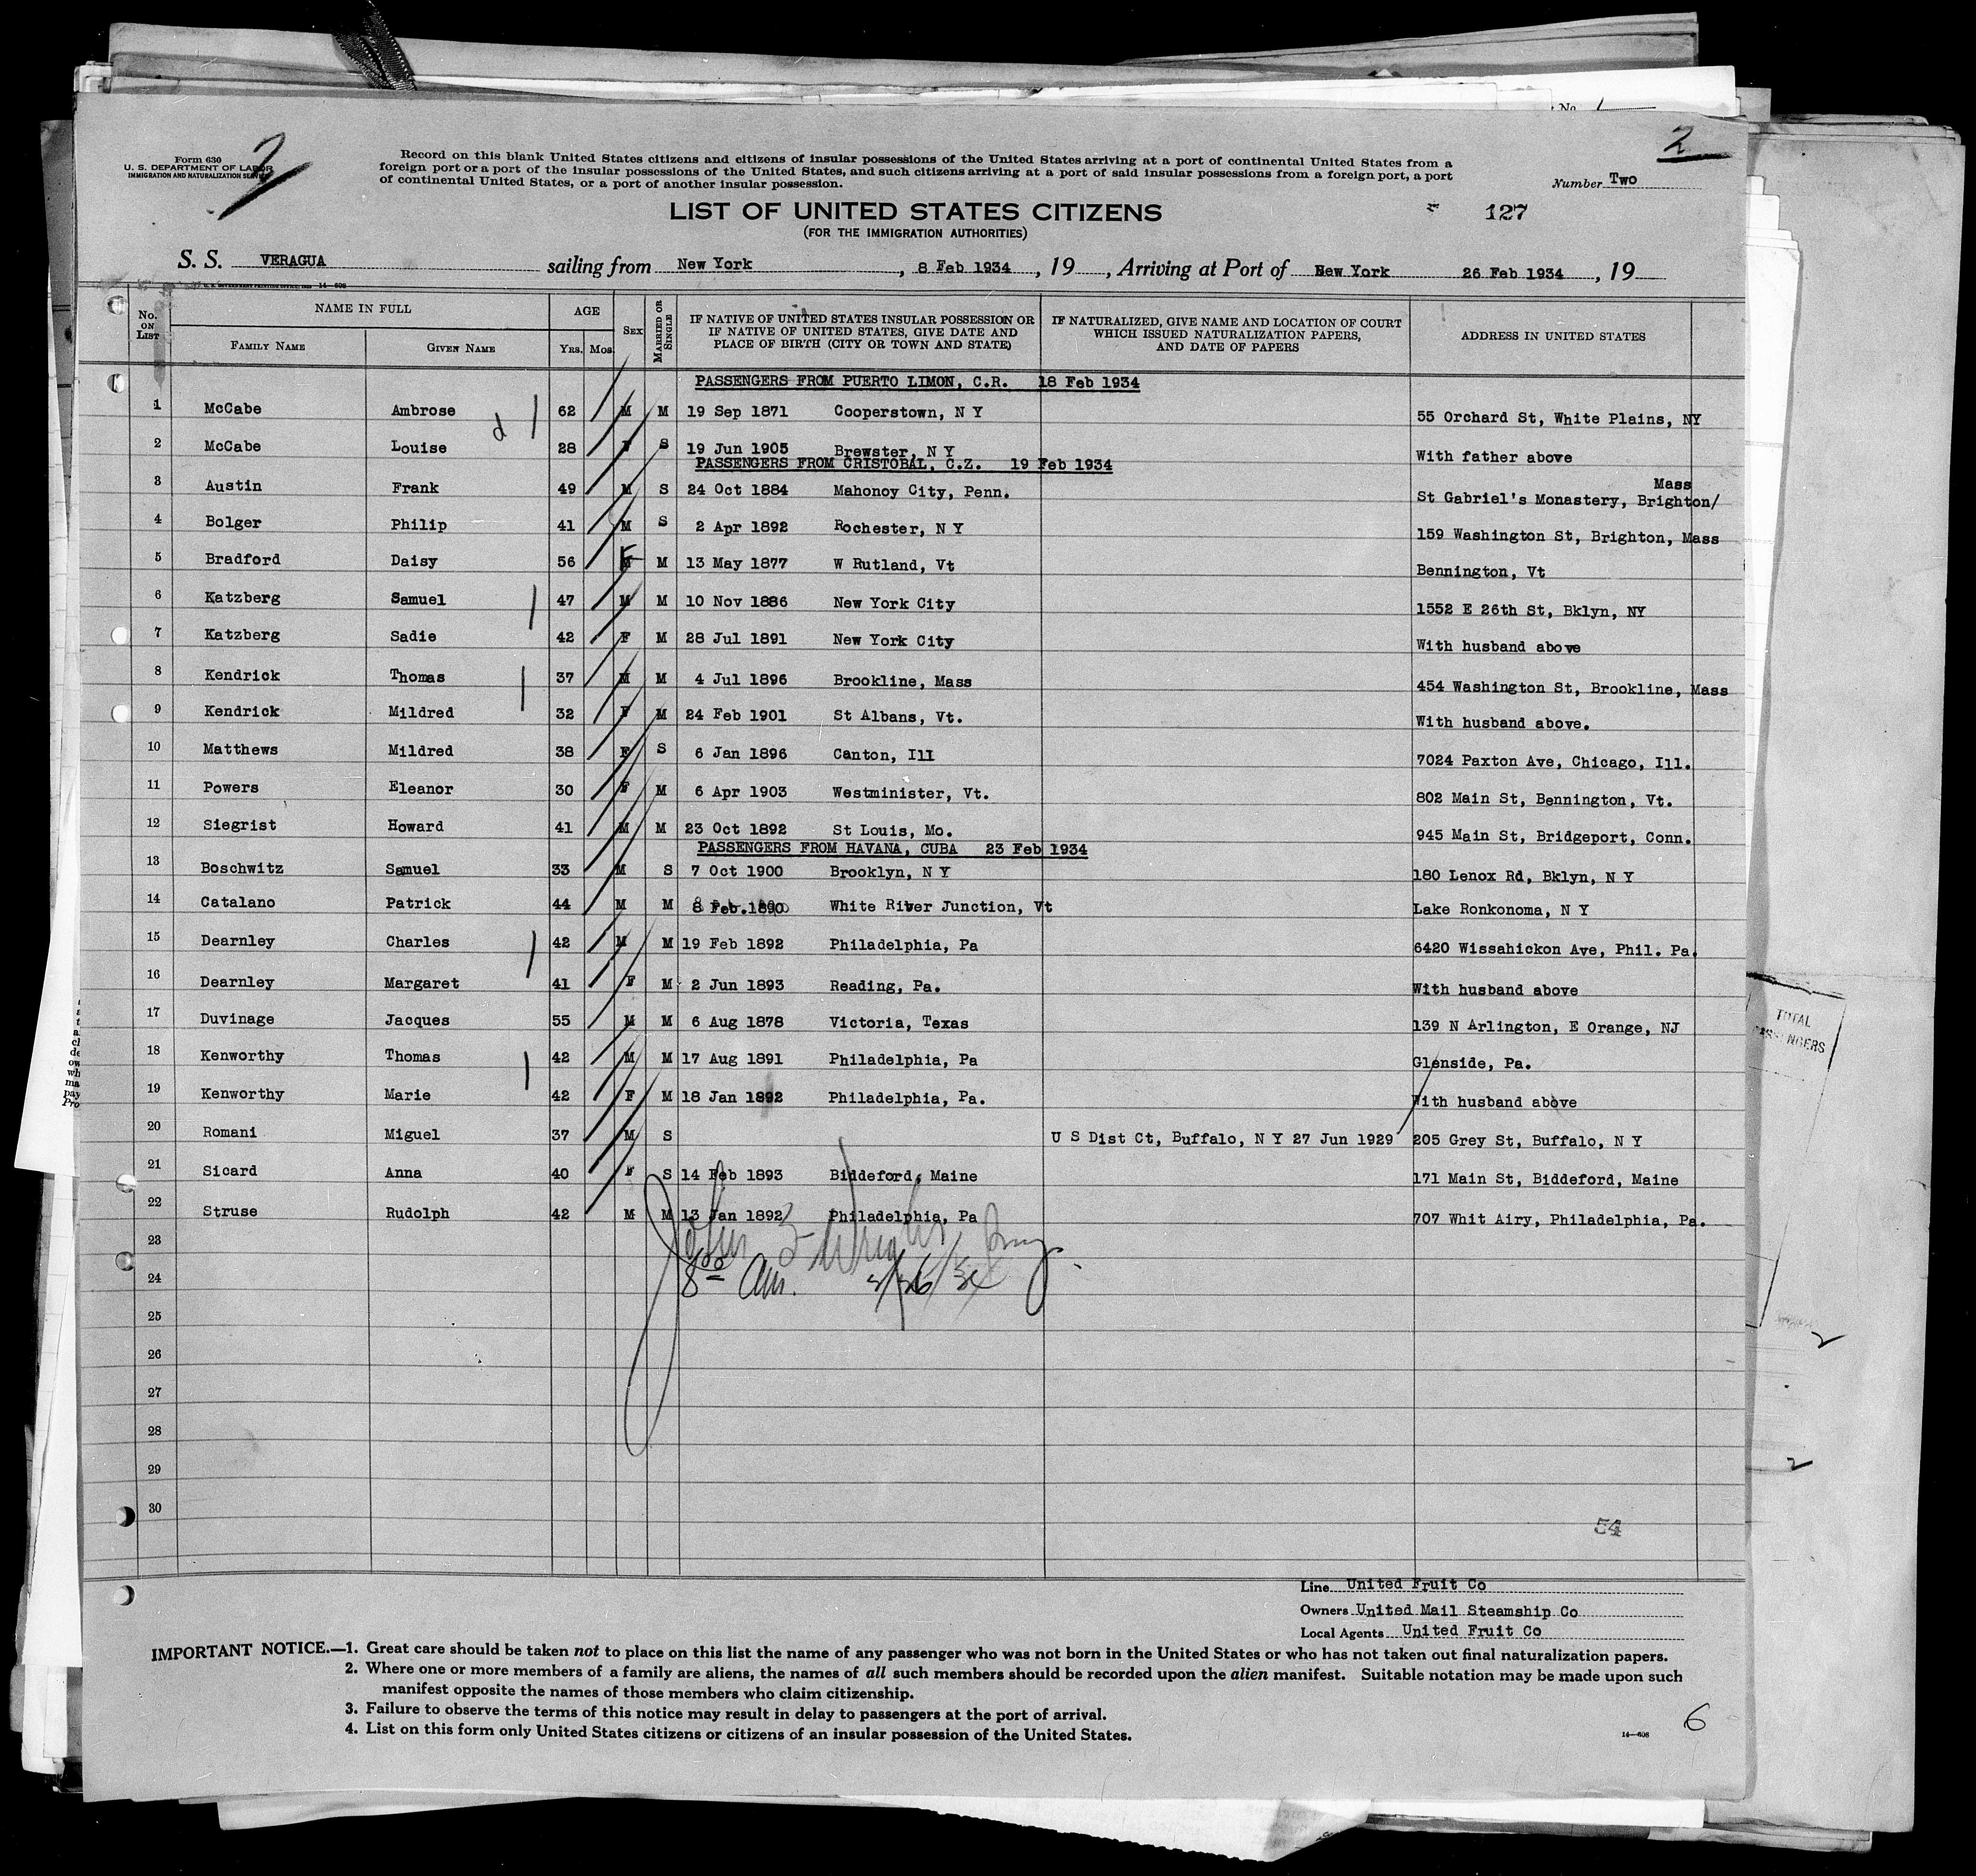 No. 1
2
2
Form 630
U. S. DEPARTMENT OF LABOR
IMMIGRATION AND NATURALIZATION SERVICE
Record on this blank United States citizens and citizens of insular possessions of the United States arriving at a port of continental United States from a
foreign port or a port of the insular possessions of the United States, and such citizens arriving at a port of said insular possessions from a foreign port, a port
of continental United States, or a port of another insular possession.
Number Two
LIST OF UNITED STATES CITIZENS
127
(FOR THE IMMIGRATION AUTHORITIES)
S. S. VERAGUA sailing from New York, 8 Feb 1934, 19, Arriving at Port of New York 26 Feb 1934, 19
14-608
No. ON LIST NAME IN FULL AGE SEX MARRIED OR SINGLE IF NATIVE OF UNITED STATES INSULAR POSSESSION OR IF NATIVE OF UNITED STATES, GIVE DATE AND PLACE OF BIRTH (CITY OR TOWN AND STATE) IF NATURALIZED, GIVE NAME AND LOCATION OF COURT WHICH ISSUED NATURALIZATION PAPERS, AND DATE OF PAPERS ADDRESS IN UNITED STATES
FAMILY NAME GIVEN NAME YRS. MOS
PASSENGERS FROM PUERTO LIMON, C.R. 18 Feb 1934
1 McCabe Ambrose 62 M M 19 Sep 1871 Cooperstown, N Y 55 Orchard St, White Plains, NY
d
2 McCabe Louise 28 F S 19 Jun 1905 Brewster, N Y With father above
PASSENGERS FROM CRISTOBAL, C.Z. 19 Feb 1934
3 Austin Frank 49 M S 24 Oct 1884 Mahonoy City, Penn. St Gabriel's Monastery, Brighton/ Mass
4 Bolger Philip 41 M S 2 Apr 1892 Rochester, N Y 159 Washington St, Brighton, Mass
5 Bradford Daisy 56 F M 13 May 1877 W Rutland, Vt Bennington, Vt
6 Katzberg Samuel 47 M M 10 Nov 1886 New York City 1552 E 26th St, Bklyn, NY
7 Katzberg Sadie 42 F M 28 Jul 1891 New York City With husband above
8 Kendrick Thomas 37 M M 4 Jul 1896 Brookline, Mass 454 Washington St, Brookline, Mass
9 Kendrick Mildred 32 F M 24 Feb 1901 St Albans, Vt. With husband above.
10 Matthews Mildred 38 F S 6 Jan 1896 Canton, Ill 7024 Paxton Ave, Chicago, Ill.
11 Powers Eleanor 30 F M 6 Apr 1903 Westminister, Vt. 802 Main St, Bennington, Vt.
12 Siegrist Howard 41 M M 23 Oct 1892 St Louis, Mo. 945 Main St, Bridgeport, Conn.
PASSENGERS FROM HAVANA, CUBA 23 Feb 1934
13 Boschwitz Samuel 33 M S 7 Oct 1900 Brooklyn, N Y 180 Lenox Rd, Bklyn, N Y
14 Catalano Patrick 44 M M 8 Feb. 1890 White River Junction, Vt Lake Ronkonoma, N Y
15 Dearnley Charles 42 M M 19 Feb 1892 Philadelphia, Pa 6420 Wissahickon Ave, Phil. Pa.
16 Dearnley Margaret 41 F M 2 Jun 1893 Reading, Pa. With husband above
17 Duvinage Jacques 55 M M 6 Aug 1878 Victoria, Texas 139 N Arlington, E Orange, NJ
18 Kenworthy Thomas 42 M M 17 Aug 1891 Philadelphia, Pa Glenside, Pa.
19 Kenworthy Marie 42 F M 18 Jan 1892 Philadelphia, Pa. With husband above
20 Romani Miguel 37 M S U S Dist Ct, Buffalo, N Y 27 Jun 1929 205 Grey St, Buffalo, N Y
21 Sicard Anna 40 F S 14 Feb 1893 Biddeford, Maine 171 Main St, Biddeford, Maine
22 Struse Rudolph 42 M M 13 Jan 1892 Philadelphia, Pa 707 Whit Airy, Philadelphia, Pa.
23
24 8 00 Am. 2/26/34
25
26
27
28
29
30
54
Line United Fruit Co
Owners United Mail Steamship Co
Local Agents United Fruit Co
IMPORTANT NOTICE.—1. Great care should be taken not to place on this list the name of any passenger who was not born in the United States or who has not taken out final naturalization papers.
2. Where one or more members of a family are aliens, the names of all such members should be recorded upon the alien manifest. Suitable notation may be made upon such
manifest opposite the names of those members who claim citizenship.
3. Failure to observe the terms of this notice may result in delay to passengers at the port of arrival.
4. List on this form only United States citizens or citizens of an insular possession of the United States.
14-608
6
TOTAL
PASSENGERS
2
2